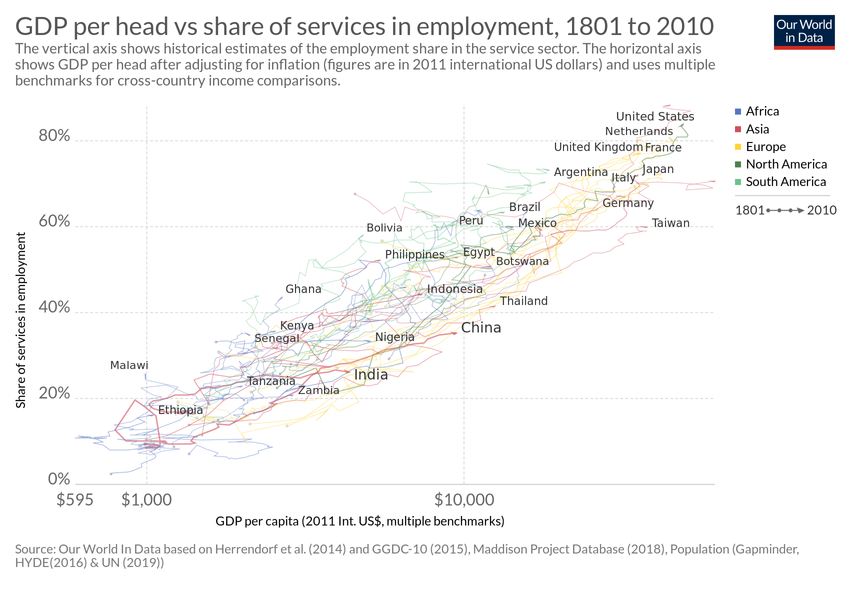 GDP per head vs share of services in employment, 1801 to 2010
Our World
in Data
The vertical axis shows historical estimates of the employment share in the service sector. The horizontal axis
shows GDP per head after adjusting for inflation (figures are in 2011 international US dollars) and uses multiple
benchmarks for cross-country income comparisons.
Africa
Asia
Europe
North America
South America
1801 2010
United States
Netherlands
United Kingdom France
Argentina Italy Japan
Germany
Brazil
Peru Mexico Taiwan
Bolivia
Philippines Egypt
Botswana
Ghana Indonesia
Thailand
Kenya China
Senegal Nigeria
Malawi
Tanzania India
Zambia
Ethiopia
80%
60%
40%
20%
0%
Share of services in employment
$595 $1,000 $10,000
GDP per capita (2011 Int. US$, multiple benchmarks)
Source: Our World In Data based on Herrendorf et al. (2014) and GGDC-10 (2015), Maddison Project Database (2018), Population (Gapminder,
HYDE(2016) & UN (2019))